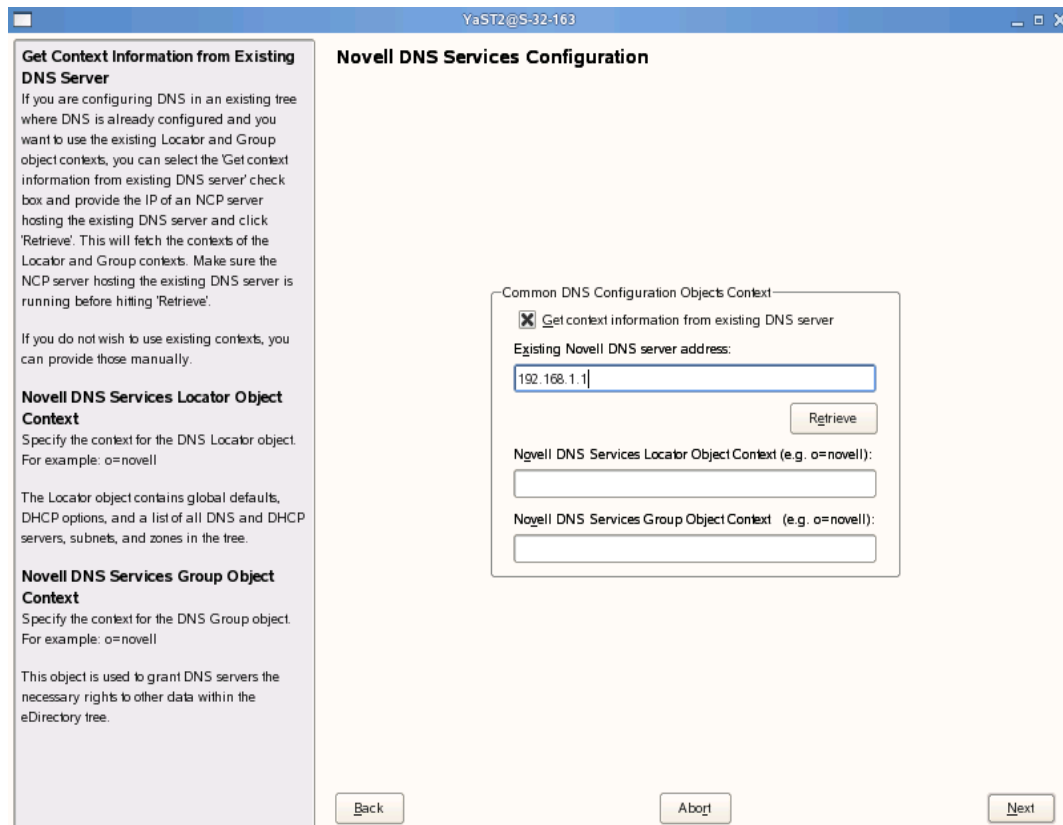 YaST2@S-32-163
Get Context Information from Existing
DNS Server
If you are configuring DNS in an existing tree
where DNS is already configured and you
want to use the existing Locator and Group
object contexts, you can select the 'Get context
information from existing DNS server' check
box and provide the IP of an NCP server
hosting the existing DNS server and click
'Retrieve'. This will fetch the contexts of the
Locator and Group contexts. Make sure the
NCP server hosting the existing DNS server is
running before hitting 'Retrieve'.
If you do not wish to use existing contexts, you
can provide those manually.
Novell DNS Services Locator Object
Context
Specify the context for the DNS Locator object.
For example: o=novell
The Locator object contains global defaults,
DHCP options, and a list of all DNS and DHCP
servers, subnets, and zones in the tree.
Novell DNS Services Group Object
Context
Specify the context for the DNS Group object.
For example: o=novell
This object is used to grant DNS servers the
necessary rights to other data within the
eDirectory tree.
Novell DNS Services Configuration
Common DNS Configuration Objects Context
Get context information from existing DNS server
Existing Novell DNS server address:
192.168.1.1
Retrieve
Novell DNS Services Locator Object Context (e.g. o=novell):
Novell DNS Services Group Object Context (e.g. o=novell):
Back
Abort
Next